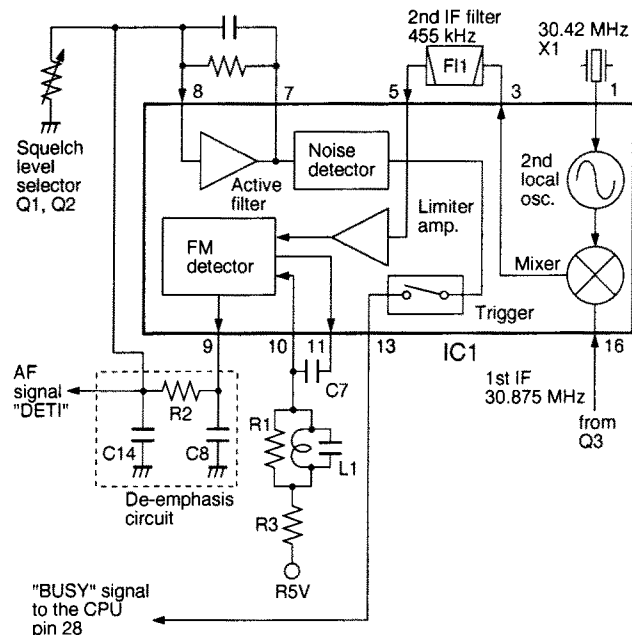 2nd IF filter
455 kHz
30.42 MHz
X1
FI1
8
7
5
3
1
Squelch
level
selector
Q1, Q2
Active
filter
Noise
detector
2nd
local
osc.
Limiter
amp.
FM
detector
Mixer
Trigger
9
10
11
13
IC1
16
AF
signal
"DETI"
R2
C14
C8
De-emphasis
circuit
C7
R1
L1
R3
R5V
1st IF
30.875 MHz
from
Q3
"BUSY" signal
to the CPU
pin 28